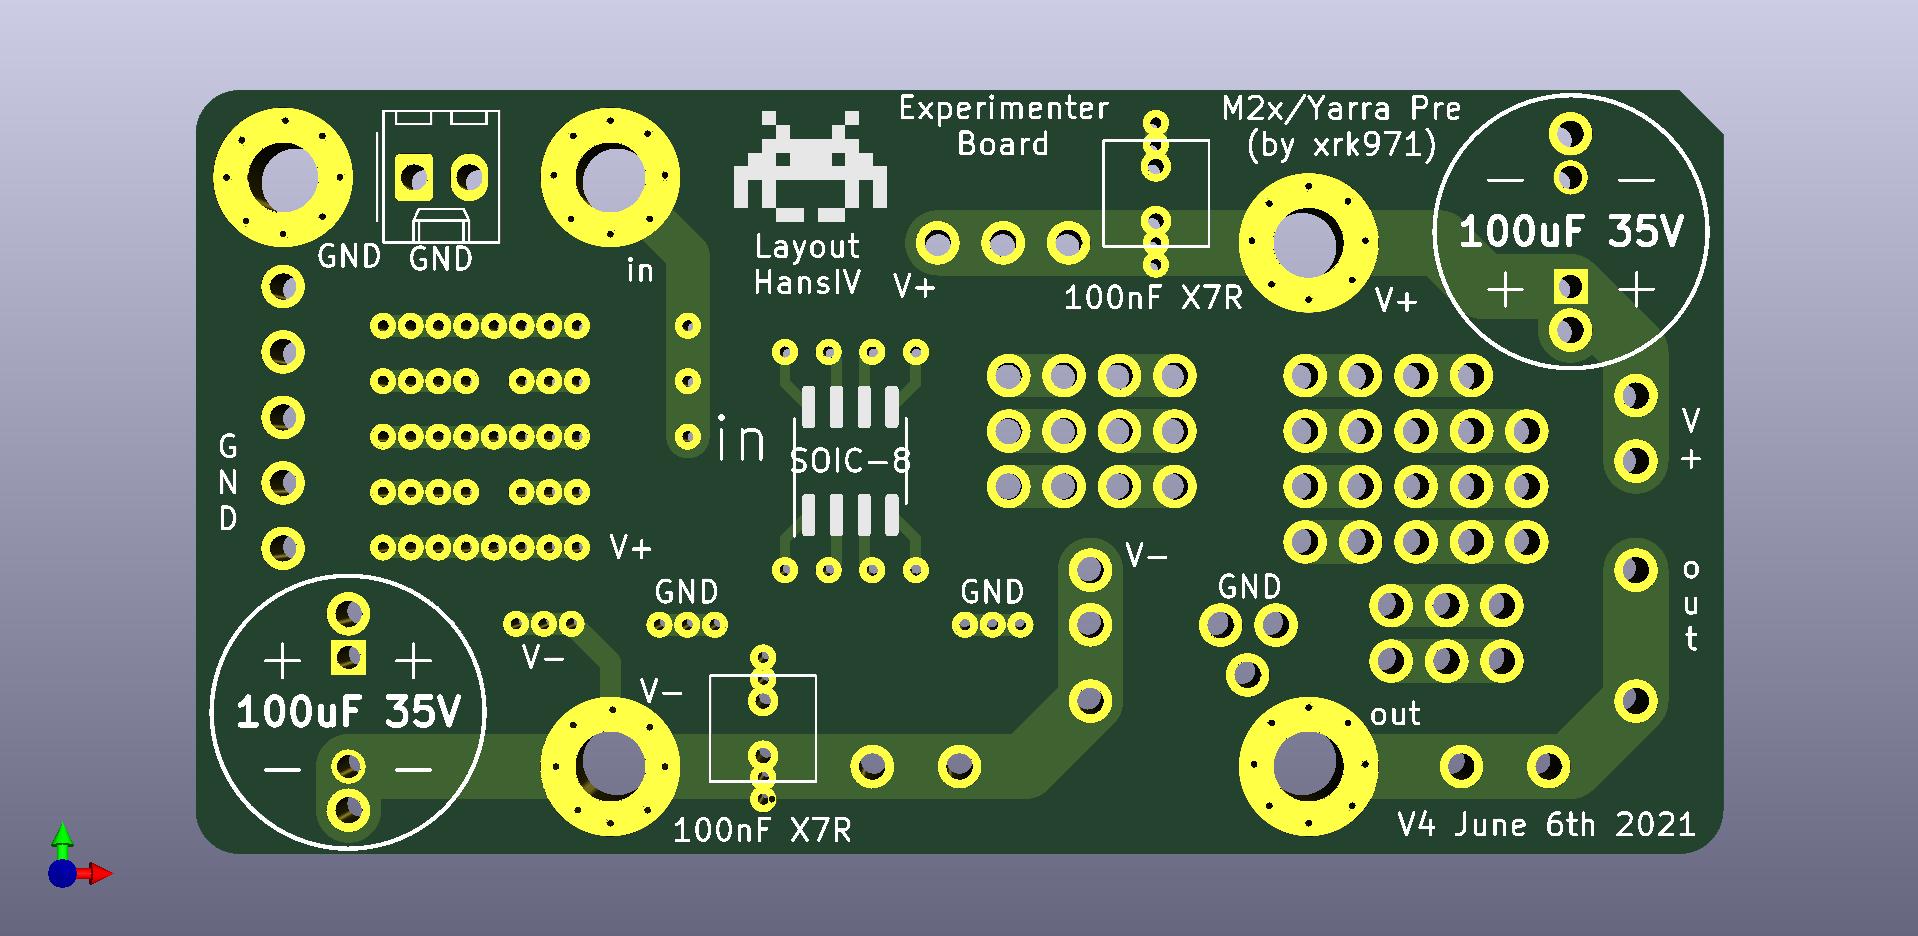 Experimenter
Board
M2x/Yarra Pre
(by xrk971)
100uF 35V
GND
GND
in
Layout
HansIV
V+
100nF X7R
V+
in
SOIC-8
G
N
D
V
+
V+
V-
GND
GND
GND
o
u
t
V-
V-
100uF 35V
out
100nF X7R
V4 June 6th 2021